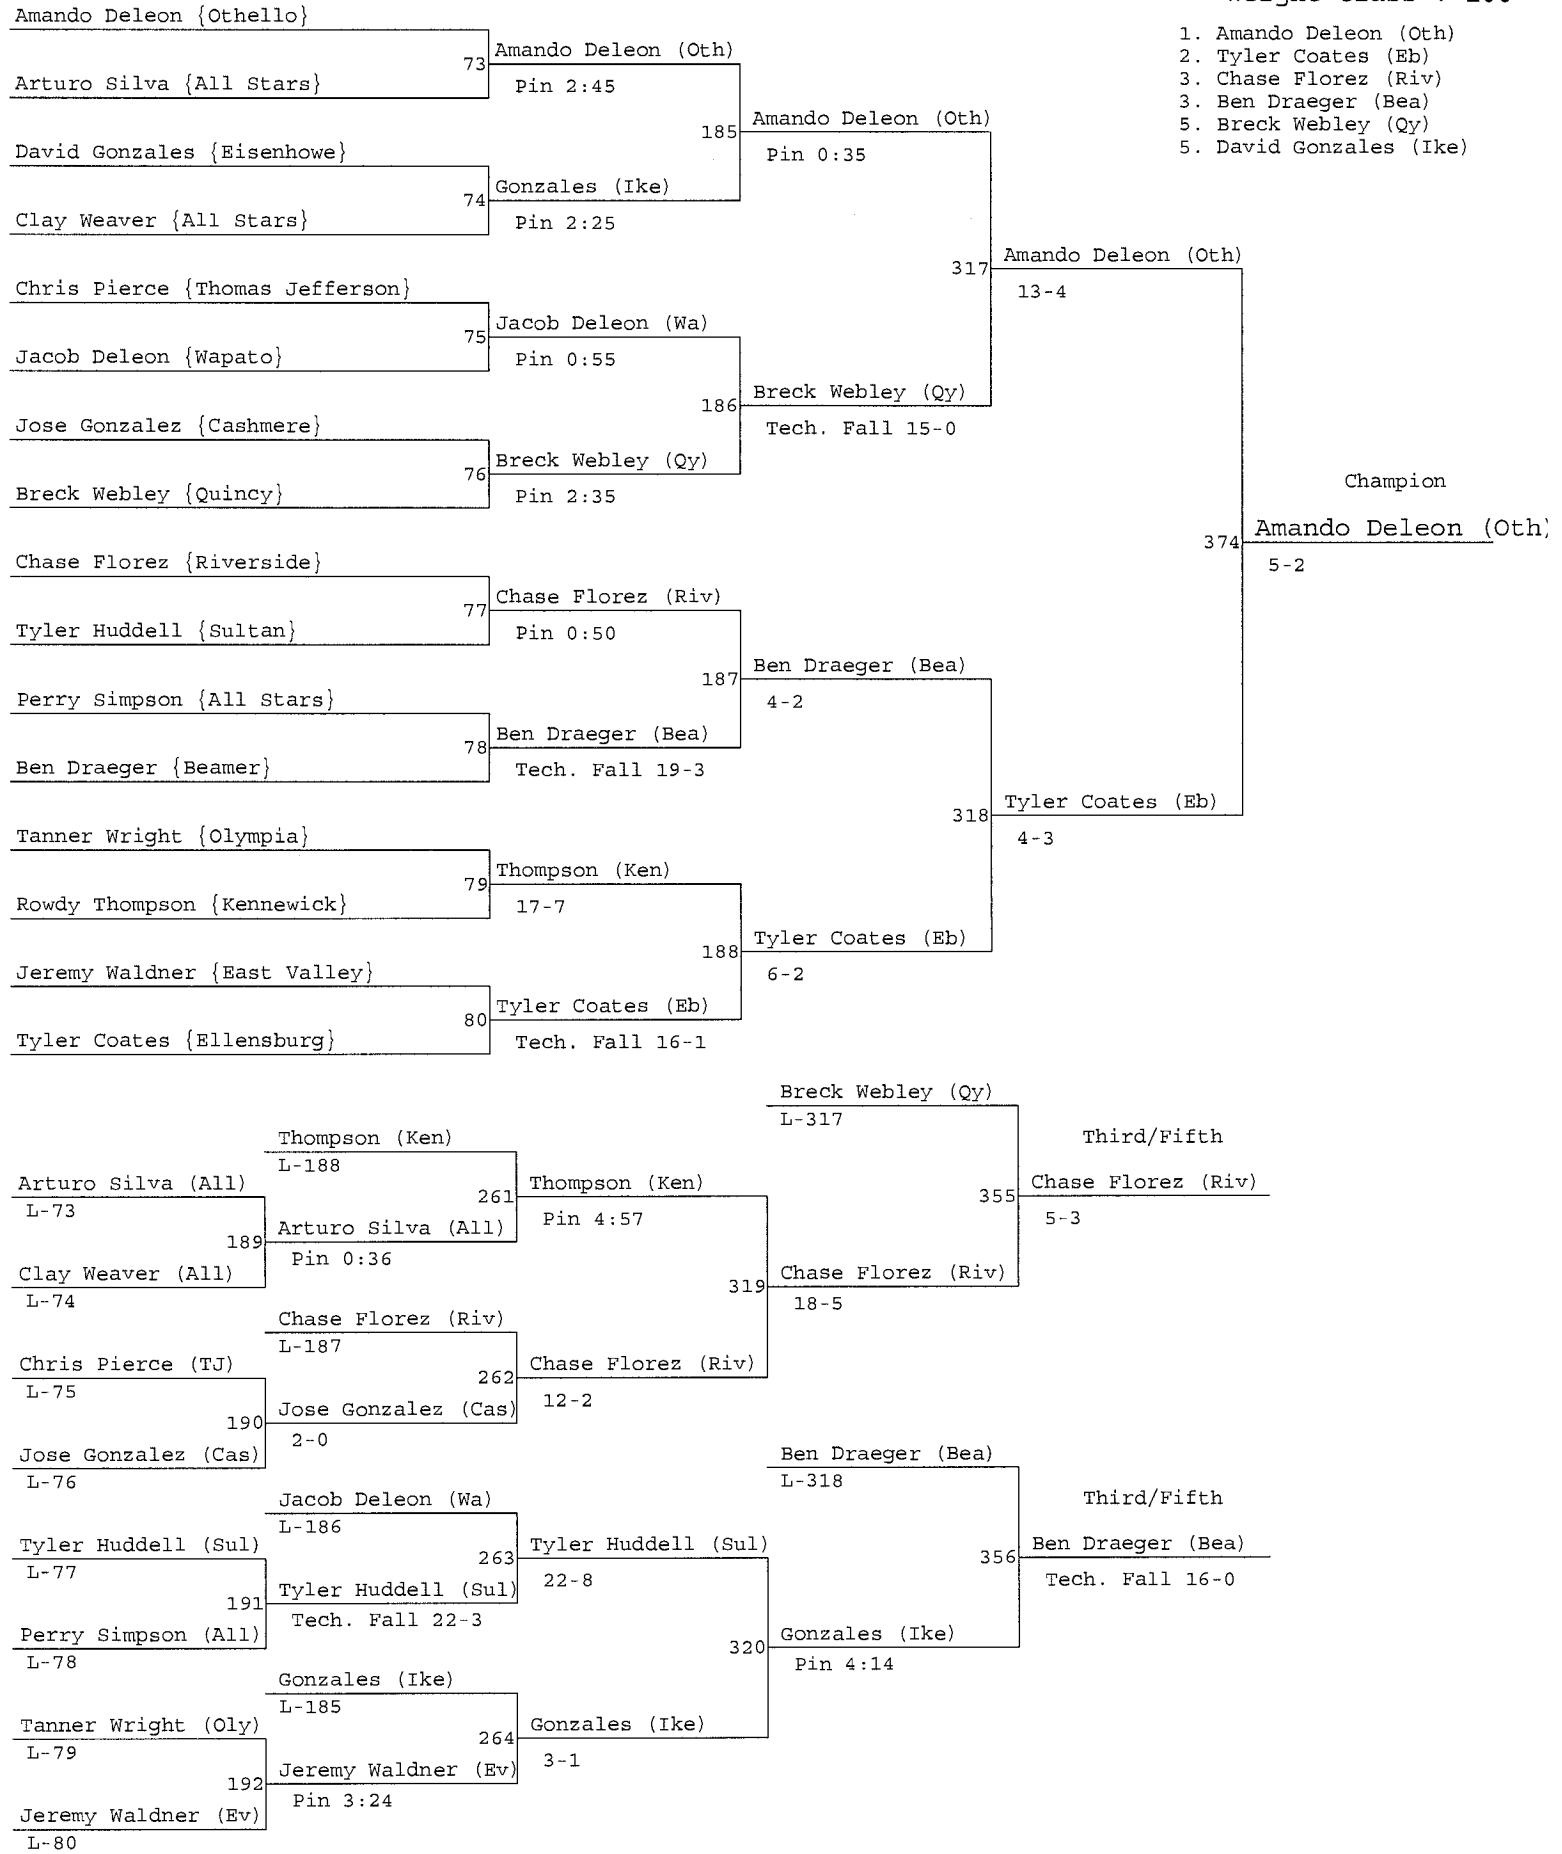 Amando Deleon {Othello}
73
Amando Deleon (Oth)
Pin 2:45
Arturo Silva {All Stars}
185
Amando Deleon (Oth)
Pin 0:35
David Gonzales {Eisenhowe}
74
Gonzales (Ike)
Pin 2:25
Clay Weaver {All Stars}
317
Amando Deleon (Oth)
13-4
Chris Pierce {Thomas Jefferson}
75
Jacob Deleon (Wa)
Pin 0:55
Jacob Deleon {Wapato}
186
Breck Webley (Qy)
Tech. Fall 15-0
Jose Gonzalez {Cashmere}
76
Breck Webley (Qy)
Pin 2:35
Breck Webley {Quincy}
Champion
374
Amando Deleon (Oth)
5-2
Chase Florez {Riverside}
77
Chase Florez (Riv)
Pin 0:50
Tyler Huddell {Sultan}
187
Ben Draeger (Bea)
4-2
Perry Simpson {All Stars}
78
Ben Draeger (Bea)
Tech. Fall 19-3
Ben Draeger {Beamer}
318
Tyler Coates (Eb)
4-3
Tanner Wright {Olympia}
79
Thompson (Ken)
17-7
Rowdy Thompson {Kennewick}
188
Tyler Coates (Eb)
6-2
Jeremy Waldner {East Valley}
80
Tyler Coates (Eb)
Tech. Fall 16-1
Tyler Coates {Ellensburg}
1. Amando Deleon (Oth)
2. Tyler Coates (Eb)
3. Chase Florez (Riv)
3. Ben Draeger (Bea)
5. Breck Webley (Qy)
5. David Gonzales (Ike)
Breck Webley (Qy)
L-317
Third/Fifth
355
Chase Florez (Riv)
5-3
Thompson (Ken)
L-188
261
Thompson (Ken)
Pin 4:57
Arturo Silva (All)
L-73
189
Arturo Silva (All)
Pin 0:36
Clay Weaver (All)
L-74
319
Chase Florez (Riv)
18-5
Chase Florez (Riv)
L-187
262
Chase Florez (Riv)
12-2
Chris Pierce (TJ)
L-75
190
Jose Gonzalez (Cas)
2-0
Jose Gonzalez (Cas)
L-76
Ben Draeger (Bea)
L-318
Third/Fifth
356
Ben Draeger (Bea)
Tech. Fall 16-0
Jacob Deleon (Wa)
L-186
263
Tyler Huddell (Sul)
22-8
Tyler Huddell (Sul)
L-77
191
Tyler Huddell (Sul)
Tech. Fall 22-3
Perry Simpson (All)
L-78
320
Gonzales (Ike)
Pin 4:14
Gonzales (Ike)
L-185
264
Gonzales (Ike)
3-1
Tanner Wright (Oly)
L-79
192
Jeremy Waldner (Ev)
Pin 3:24
Jeremy Waldner (Ev)
L-80